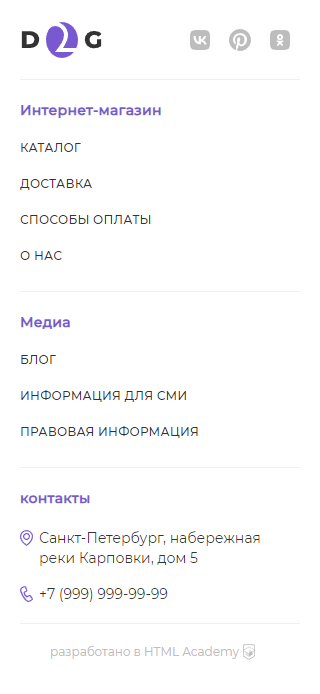 D2G
Интернет-магазин
КАТАЛОГ
ДОСТАВКА
СПОСОБЫ ОПЛАТЫ
О НАС
Медиа
БЛОГ
ИНФОРМАЦИЯ ДЛЯ СМИ
ПРАВОВАЯ ИНФОРМАЦИЯ
контакты
Санкт-Петербург, набережная
реки Карповки, дом 5
+7 (999) 999-99-99
разработано в HTML Academy